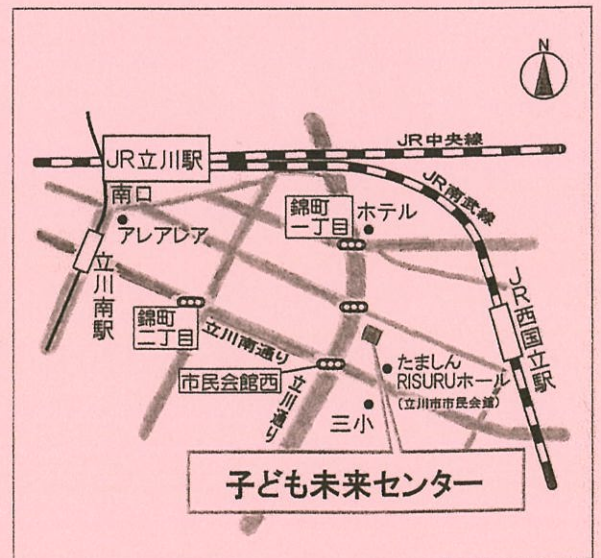 N
JR中央線
JR立川駅
JR南武線
南口
アレアレア
錦町
一丁目
ホテル
立川南駅
錦町
二丁目
立川南通り
JR西国立駅
市民会館西
立川通り
たましん
RISURUホール
(立川市市民会館)
三小
子ども未来センター